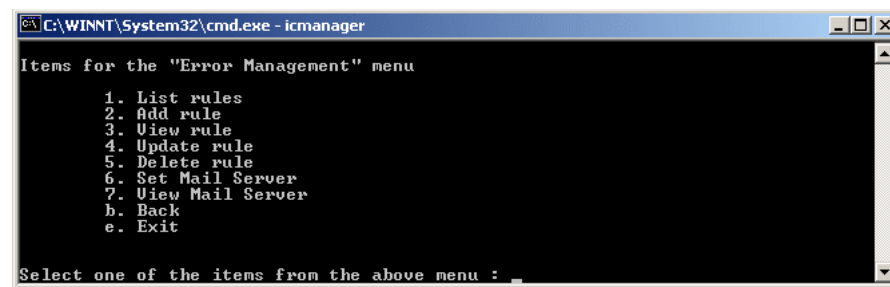 C:\WINNT\System32\cmd.exe - icmanager
Items for the "Error Management" menu
1. List rules
2. Add rule
3. View rule
4. Update rule
5. Delete rule
6. Set Mail Server
7. View Mail Server
b. Back
e. Exit
Select one of the items from the above menu : _